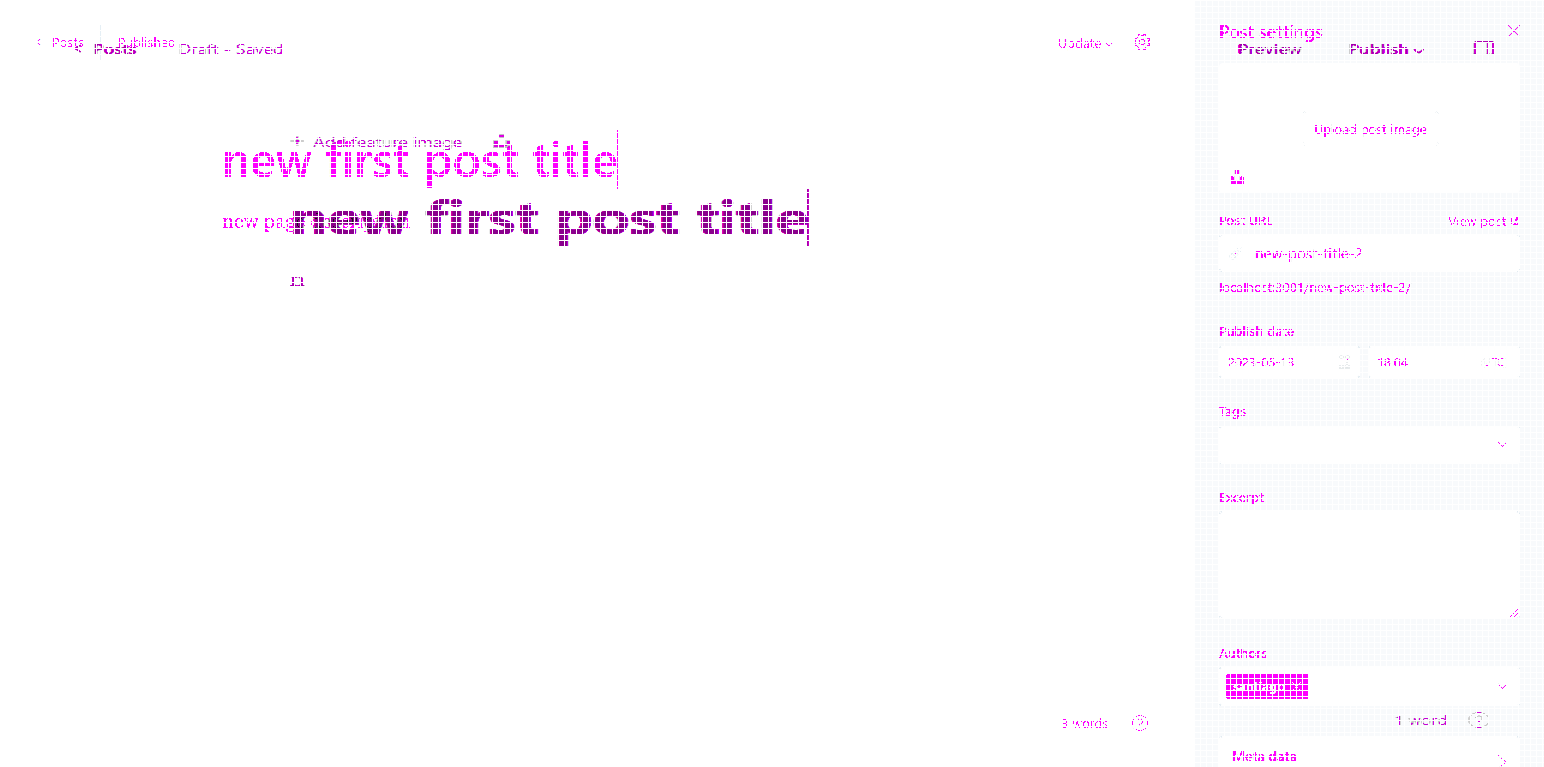 Posts Published
Posts Draft - Saved
Update
Post settings
Preview Publish
Add feature image
Upload post image
new first post title
new first post title
new page
Post URL View post
new-post-title-2
localhost:3001/new-post-title-2/
Publish date
2023-05-13 18:04 UTC
Tags
Excerpt
Authors
3 words
1 word
Meta data